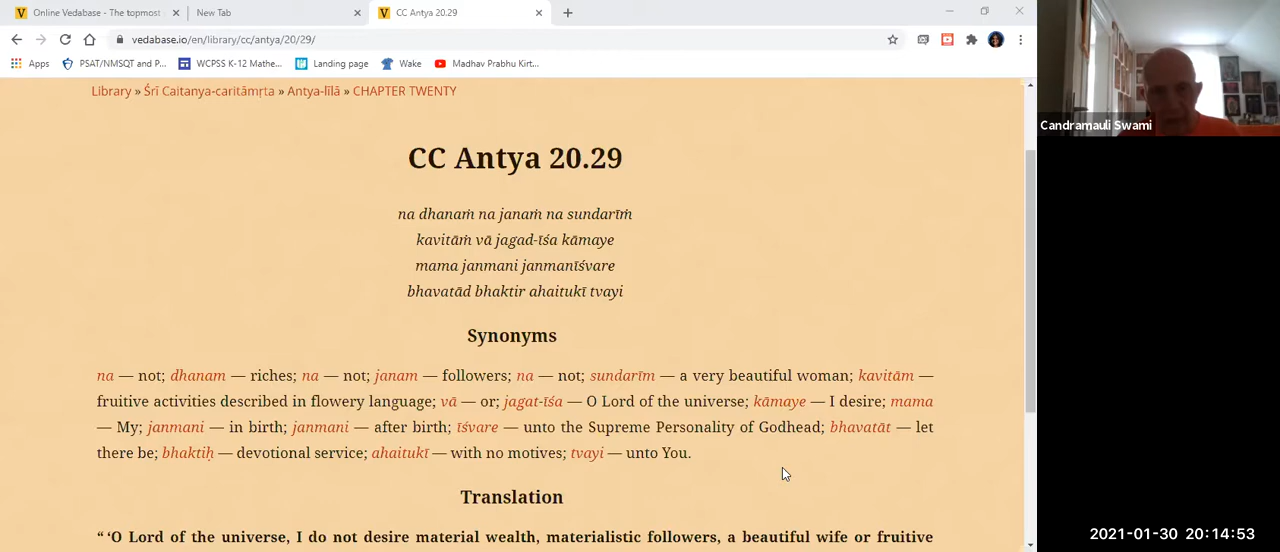 Online Vedabase - The topmost
New Tab
CC Antya 20.29
vedabase.io/en/library/cc/antya/20/29/
Apps
PSAT/NMSQT and P...
WCPSS K-12 Mathe...
Landing page
Wake
Madhav Prabhu Kirt...
Library » Śrī Caitanya-caritāmṛta » Antya-līlā » CHAPTER TWENTY
CC Antya 20.29
na dhanaṁ na janaṁ na sundarīṁ
kavitāṁ vā jagad-īśa kāmaye
mama janmani janmanīśvare
bhavatād bhaktir ahaitukī tvayi
Synonyms
na — not; dhanam — riches; na — not; janam — followers; na — not; sundarīm — a very beautiful woman; kavitām —
fruitive activities described in flowery language; vā — or; jagat-īśa — O Lord of the universe; kāmaye — I desire; mama
— My; janmani — in birth; janmani — after birth; īśvare — unto the Supreme Personality of Godhead; bhavatāt — let
there be; bhaktiḥ — devotional service; ahaitukī — with no motives; tvayi — unto You.
Translation
“ ‘O Lord of the universe, I do not desire material wealth, materialistic followers, a beautiful wife or fruitive
Candramauli Swami
2021-01-30 20:14:53